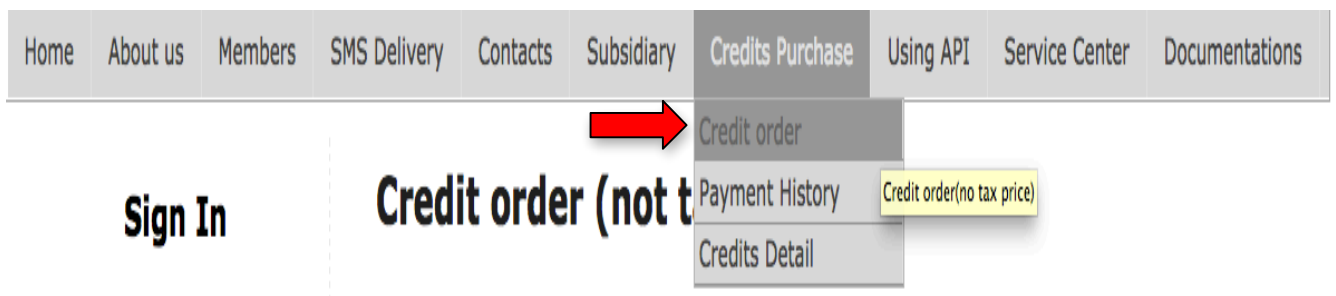 Home About us Members SMS Delivery Contacts Subsidiary Credits Purchase Using API Service Center Documentations
Credit order
Payment History
Credits Detail
Credit order(no tax price)
Sign In
Credit order (not